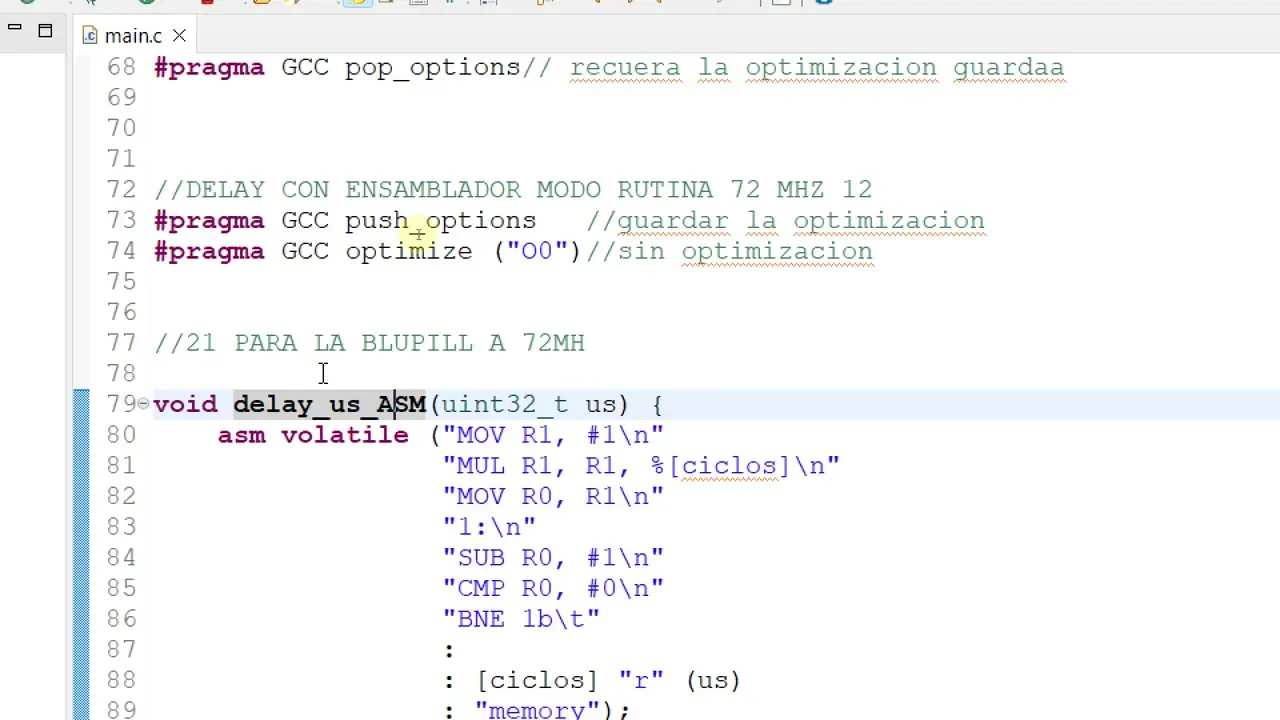 main.c
68 #pragma GCC pop_options// recuera la optimizacion guardaa
69
70
71
72 //DELAY CON ENSAMBLADOR MODO RUTINA 72 MHZ 12
73 #pragma GCC push_options   //guardar la optimizacion
74 #pragma GCC optimize ("O0")//sin optimizacion
75
76
77 //21 PARA LA BLUPILL A 72MH
78
79 void delay_us_ASM(uint32_t us) {
80     asm volatile ("MOV R1, #1\n"
81                   "MUL R1, R1, %[ciclos]\n"
82                   "MOV R0, R1\n"
83                   "1:\n"
84                   "SUB R0, #1\n"
85                   "CMP R0, #0\n"
86                   "BNE 1b\t"
87                   :
88                   : [ciclos] "r" (us)
89                   : "memory");